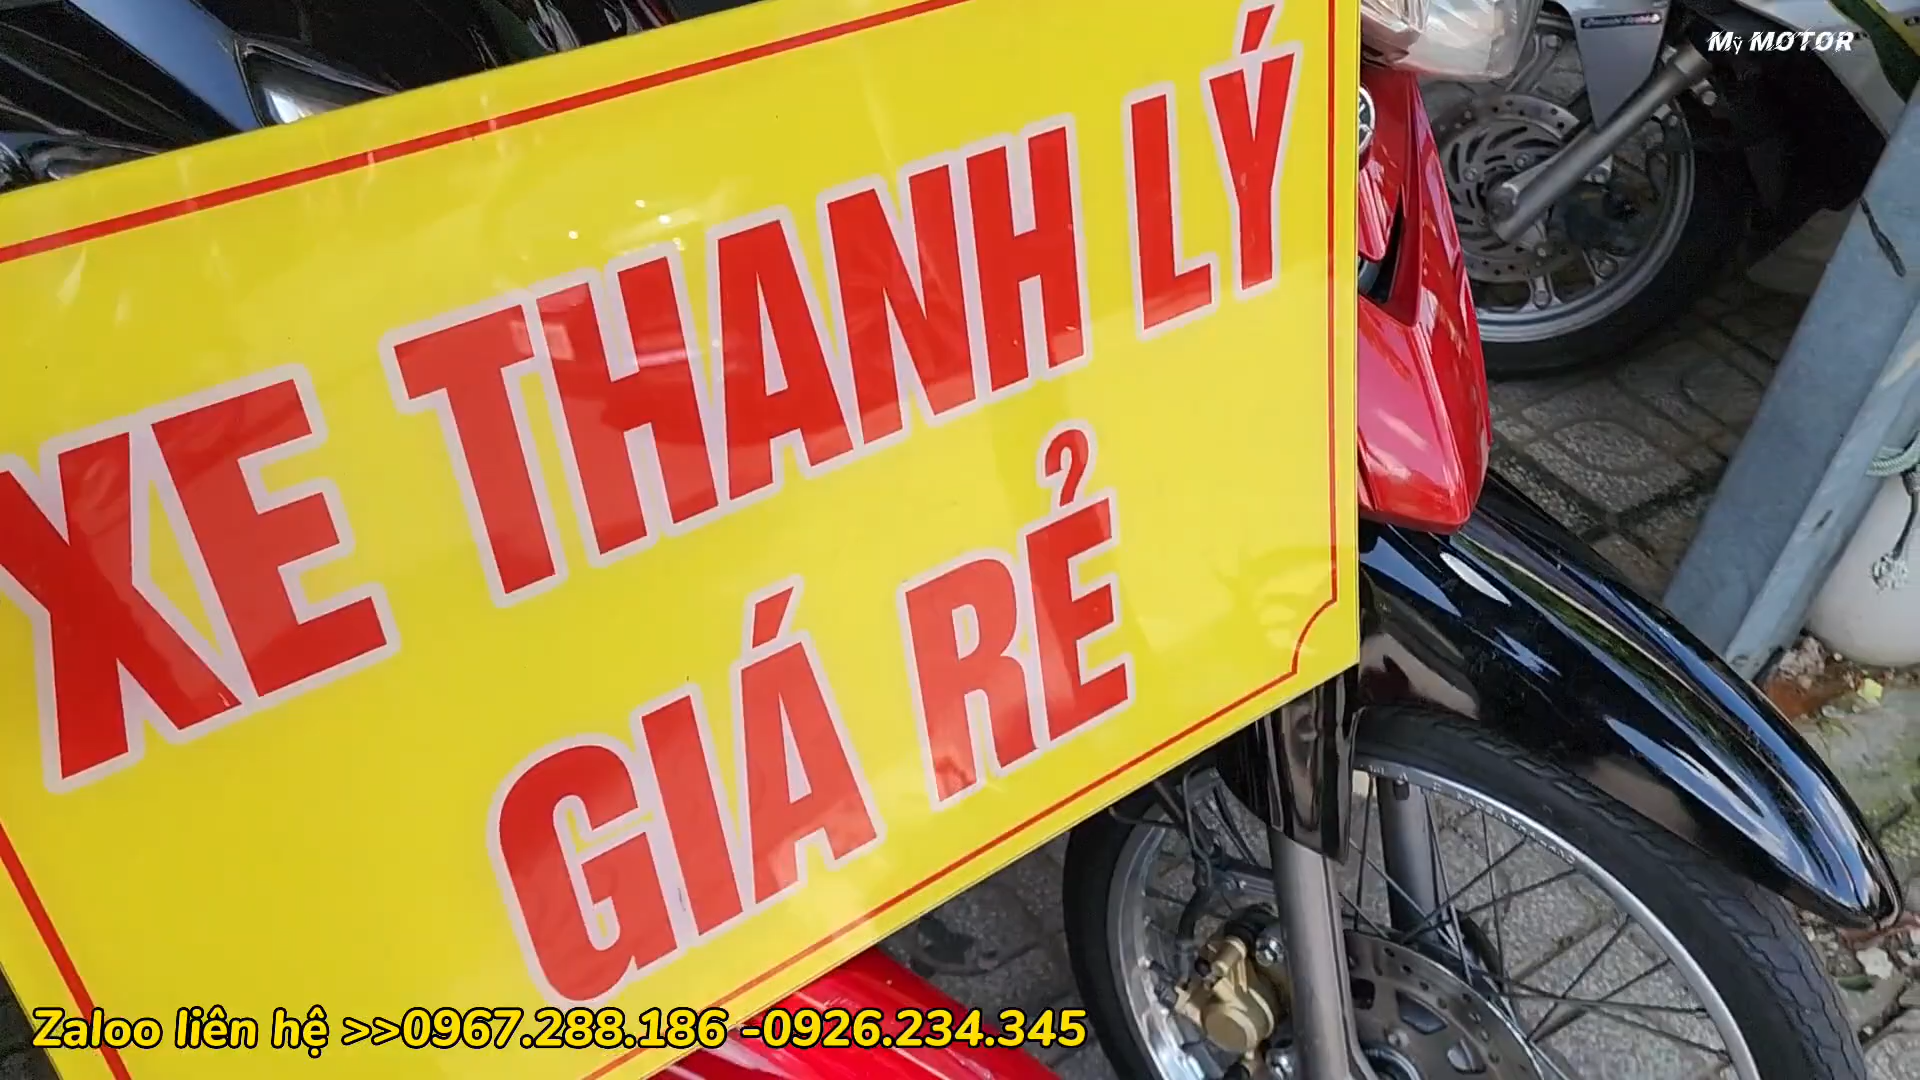 Mỹ MOTOR
XE THANH LÝ
GIÁ RẺ
Zaloo liên hệ >>0967.288.186 -0926.234.345